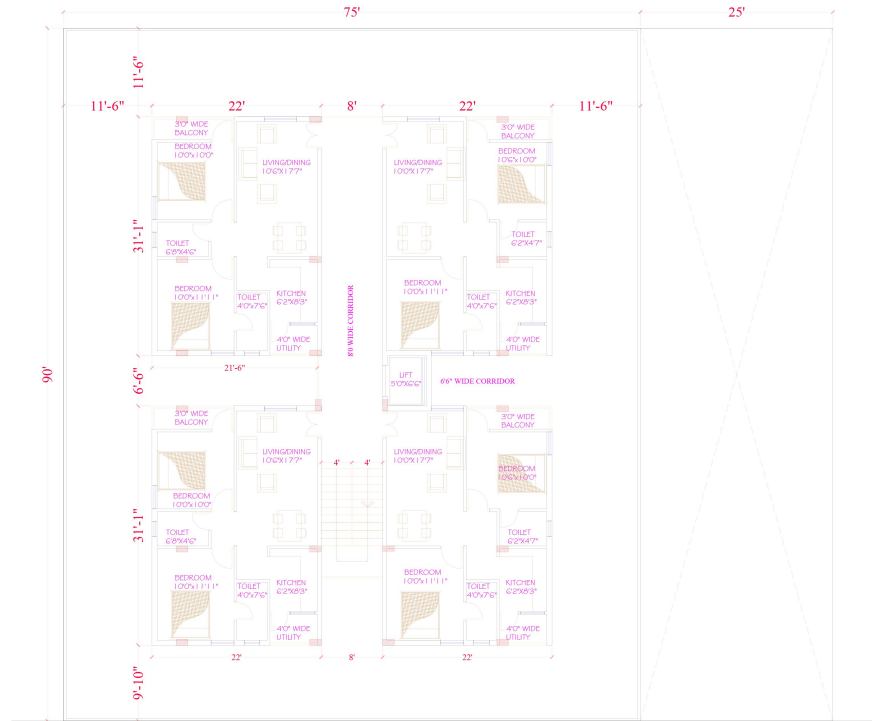 75'
25'
11'-6"
11'-6"
22'
8'
22'
11'-6"
3'0" WIDE
BALCONY
BEDROOM
10'0"x10'0"
LIVING/DINING
10'6"X17'7"
LIVING/DINING
10'0"X17'7"
3'0" WIDE
BALCONY
BEDROOM
10'6"x10'0"
31'-1"
TOILET
6'8"X4'6"
TOILET
6'2"X4'7"
BEDROOM
10'0"x11'11"
TOILET
4'0"x7'6"
KITCHEN
6'2"X8'3"
4'0" WIDE
UTILITY
8'0 WIDE CORRIDOR
BEDROOM
10'0"x11'11"
TOILET
4'0"x7'6"
KITCHEN
6'2"X8'3"
4'0" WIDE
UTILITY
90'
6'-6"
21'-6"
LIFT
5'0"X6'6"
6'6" WIDE CORRIDOR
3'0" WIDE
BALCONY
LIVING/DINING
10'6"X17'7"
4'
4'
LIVING/DINING
10'0"X17'7"
3'0" WIDE
BALCONY
BEDROOM
10'0"x10'0"
BEDROOM
10'6"x10'0"
31'-1"
TOILET
6'8"X4'6"
TOILET
6'2"X4'7"
BEDROOM
10'0"x11'11"
TOILET
4'0"x7'6"
KITCHEN
6'2"X8'3"
4'0" WIDE
UTILITY
BEDROOM
10'0"x11'11"
TOILET
4'0"x7'6"
KITCHEN
6'2"X8'3"
4'0" WIDE
UTILITY
22'
8'
22'
9'-10"